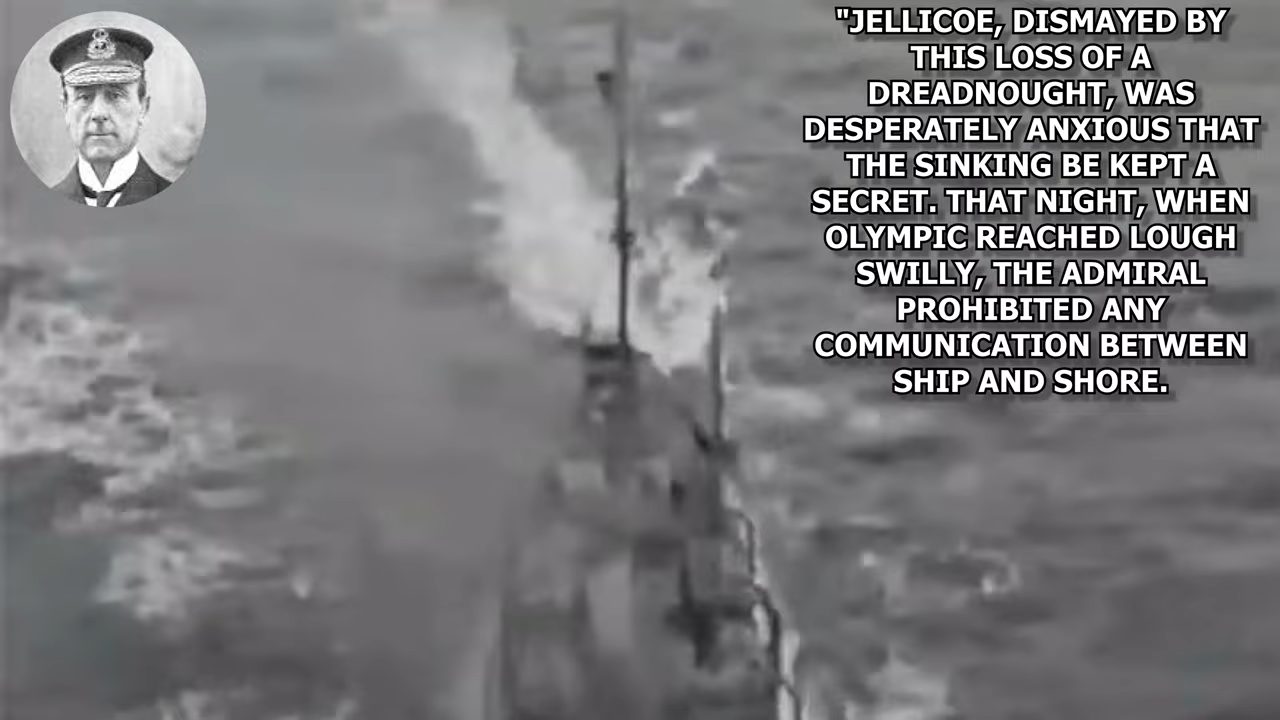 "JELLICOE, DISMAYED BY
THIS LOSS OF A
DREADNOUGHT, WAS
DESPERATELY ANXIOUS THAT
THE SINKING BE KEPT A
SECRET. THAT NIGHT, WHEN
OLYMPIC REACHED LOUGH
SWILLY, THE ADMIRAL
PROHIBITED ANY
COMMUNICATION BETWEEN
SHIP AND SHORE.